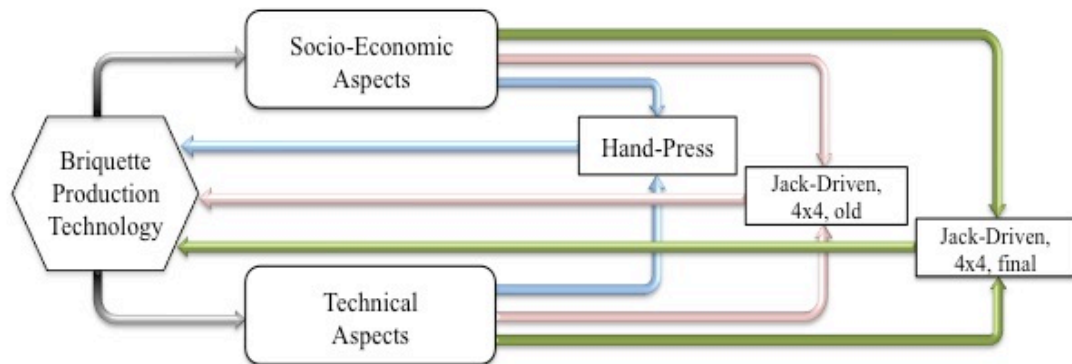 Socio-Economic
Aspects
Briquette
Production
Technology
Hand-Press
Jack-Driven,
4x4, old
Jack-Driven,
4x4, final
Technical
Aspects